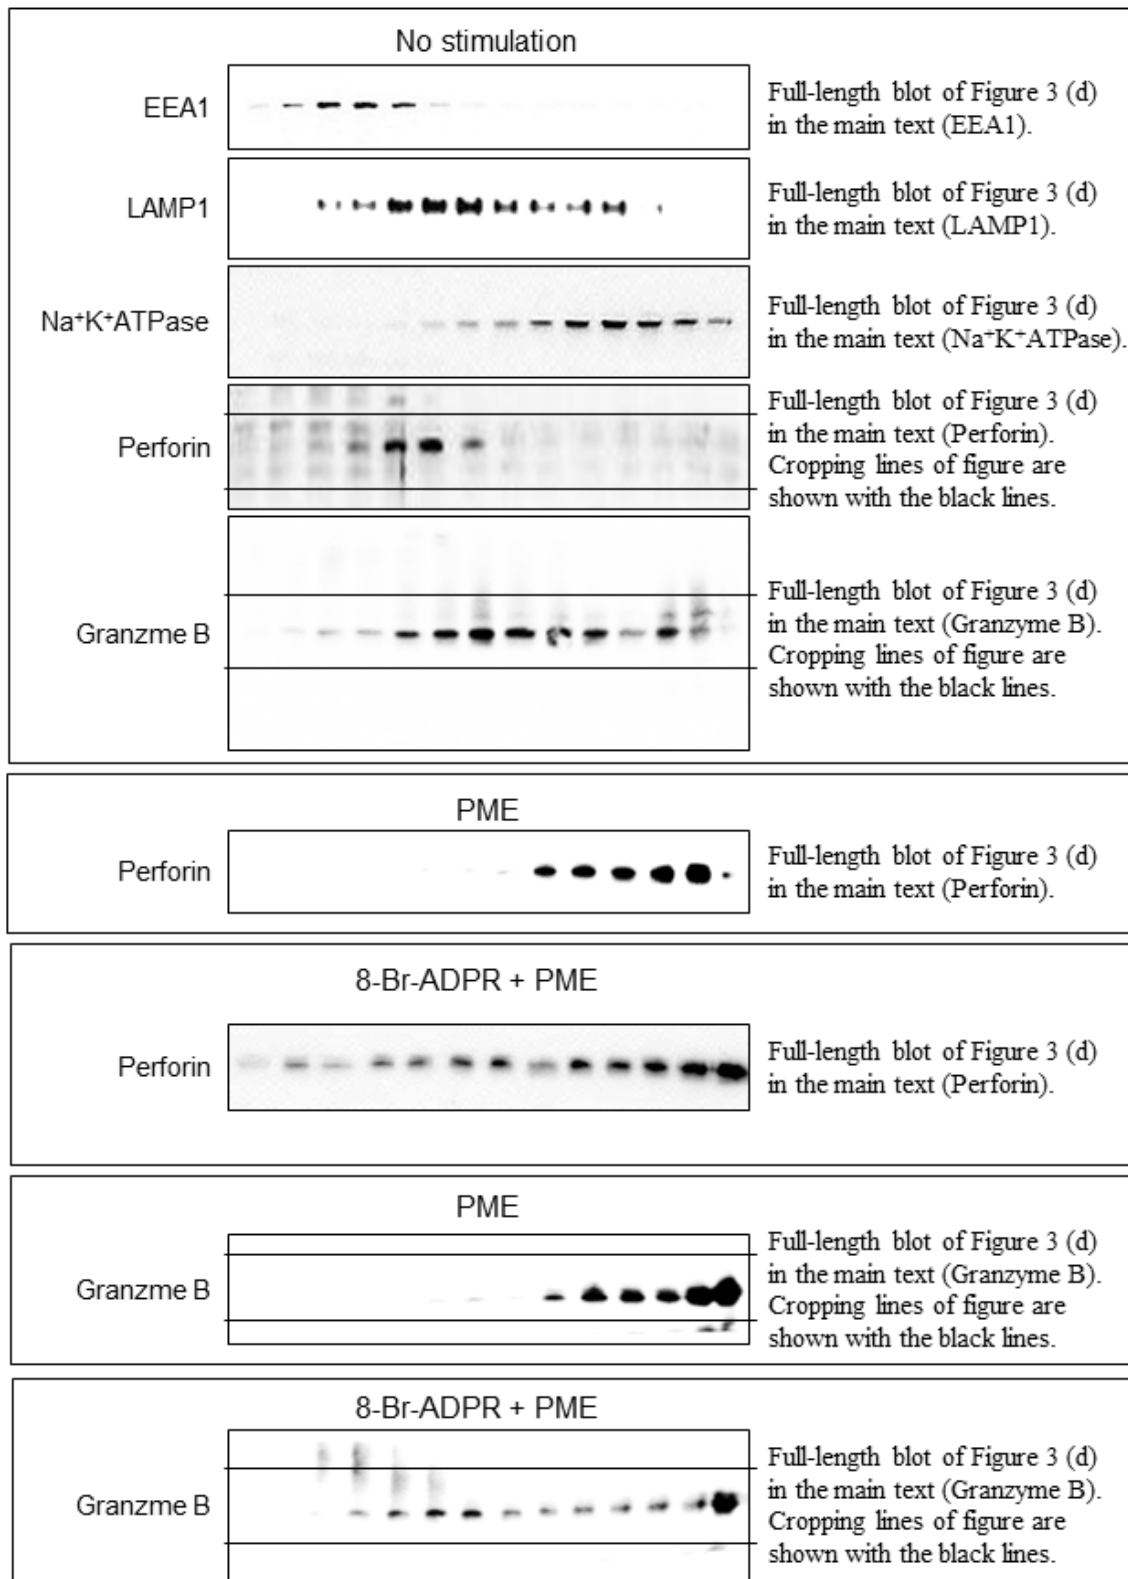 No stimulation
EEA1
Full-length blot of Figure 3 (d)
in the main text (EEA1).
LAMP1
Full-length blot of Figure 3 (d)
in the main text (LAMP1).
Na⁺K⁺ATPase
Full-length blot of Figure 3 (d)
in the main text (Na⁺K⁺ATPase).
Perforin
Full-length blot of Figure 3 (d)
in the main text (Perforin).
Cropping lines of figure are
shown with the black lines.
Granzme B
Full-length blot of Figure 3 (d)
in the main text (Granzyme B).
Cropping lines of figure are
shown with the black lines.
PME
Perforin
Full-length blot of Figure 3 (d)
in the main text (Perforin).
8-Br-ADPR + PME
Perforin
Full-length blot of Figure 3 (d)
in the main text (Perforin).
PME
Granzme B
Full-length blot of Figure 3 (d)
in the main text (Granzyme B).
Cropping lines of figure are
shown with the black lines.
8-Br-ADPR + PME
Granzme B
Full-length blot of Figure 3 (d)
in the main text (Granzyme B).
Cropping lines of figure are
shown with the black lines.